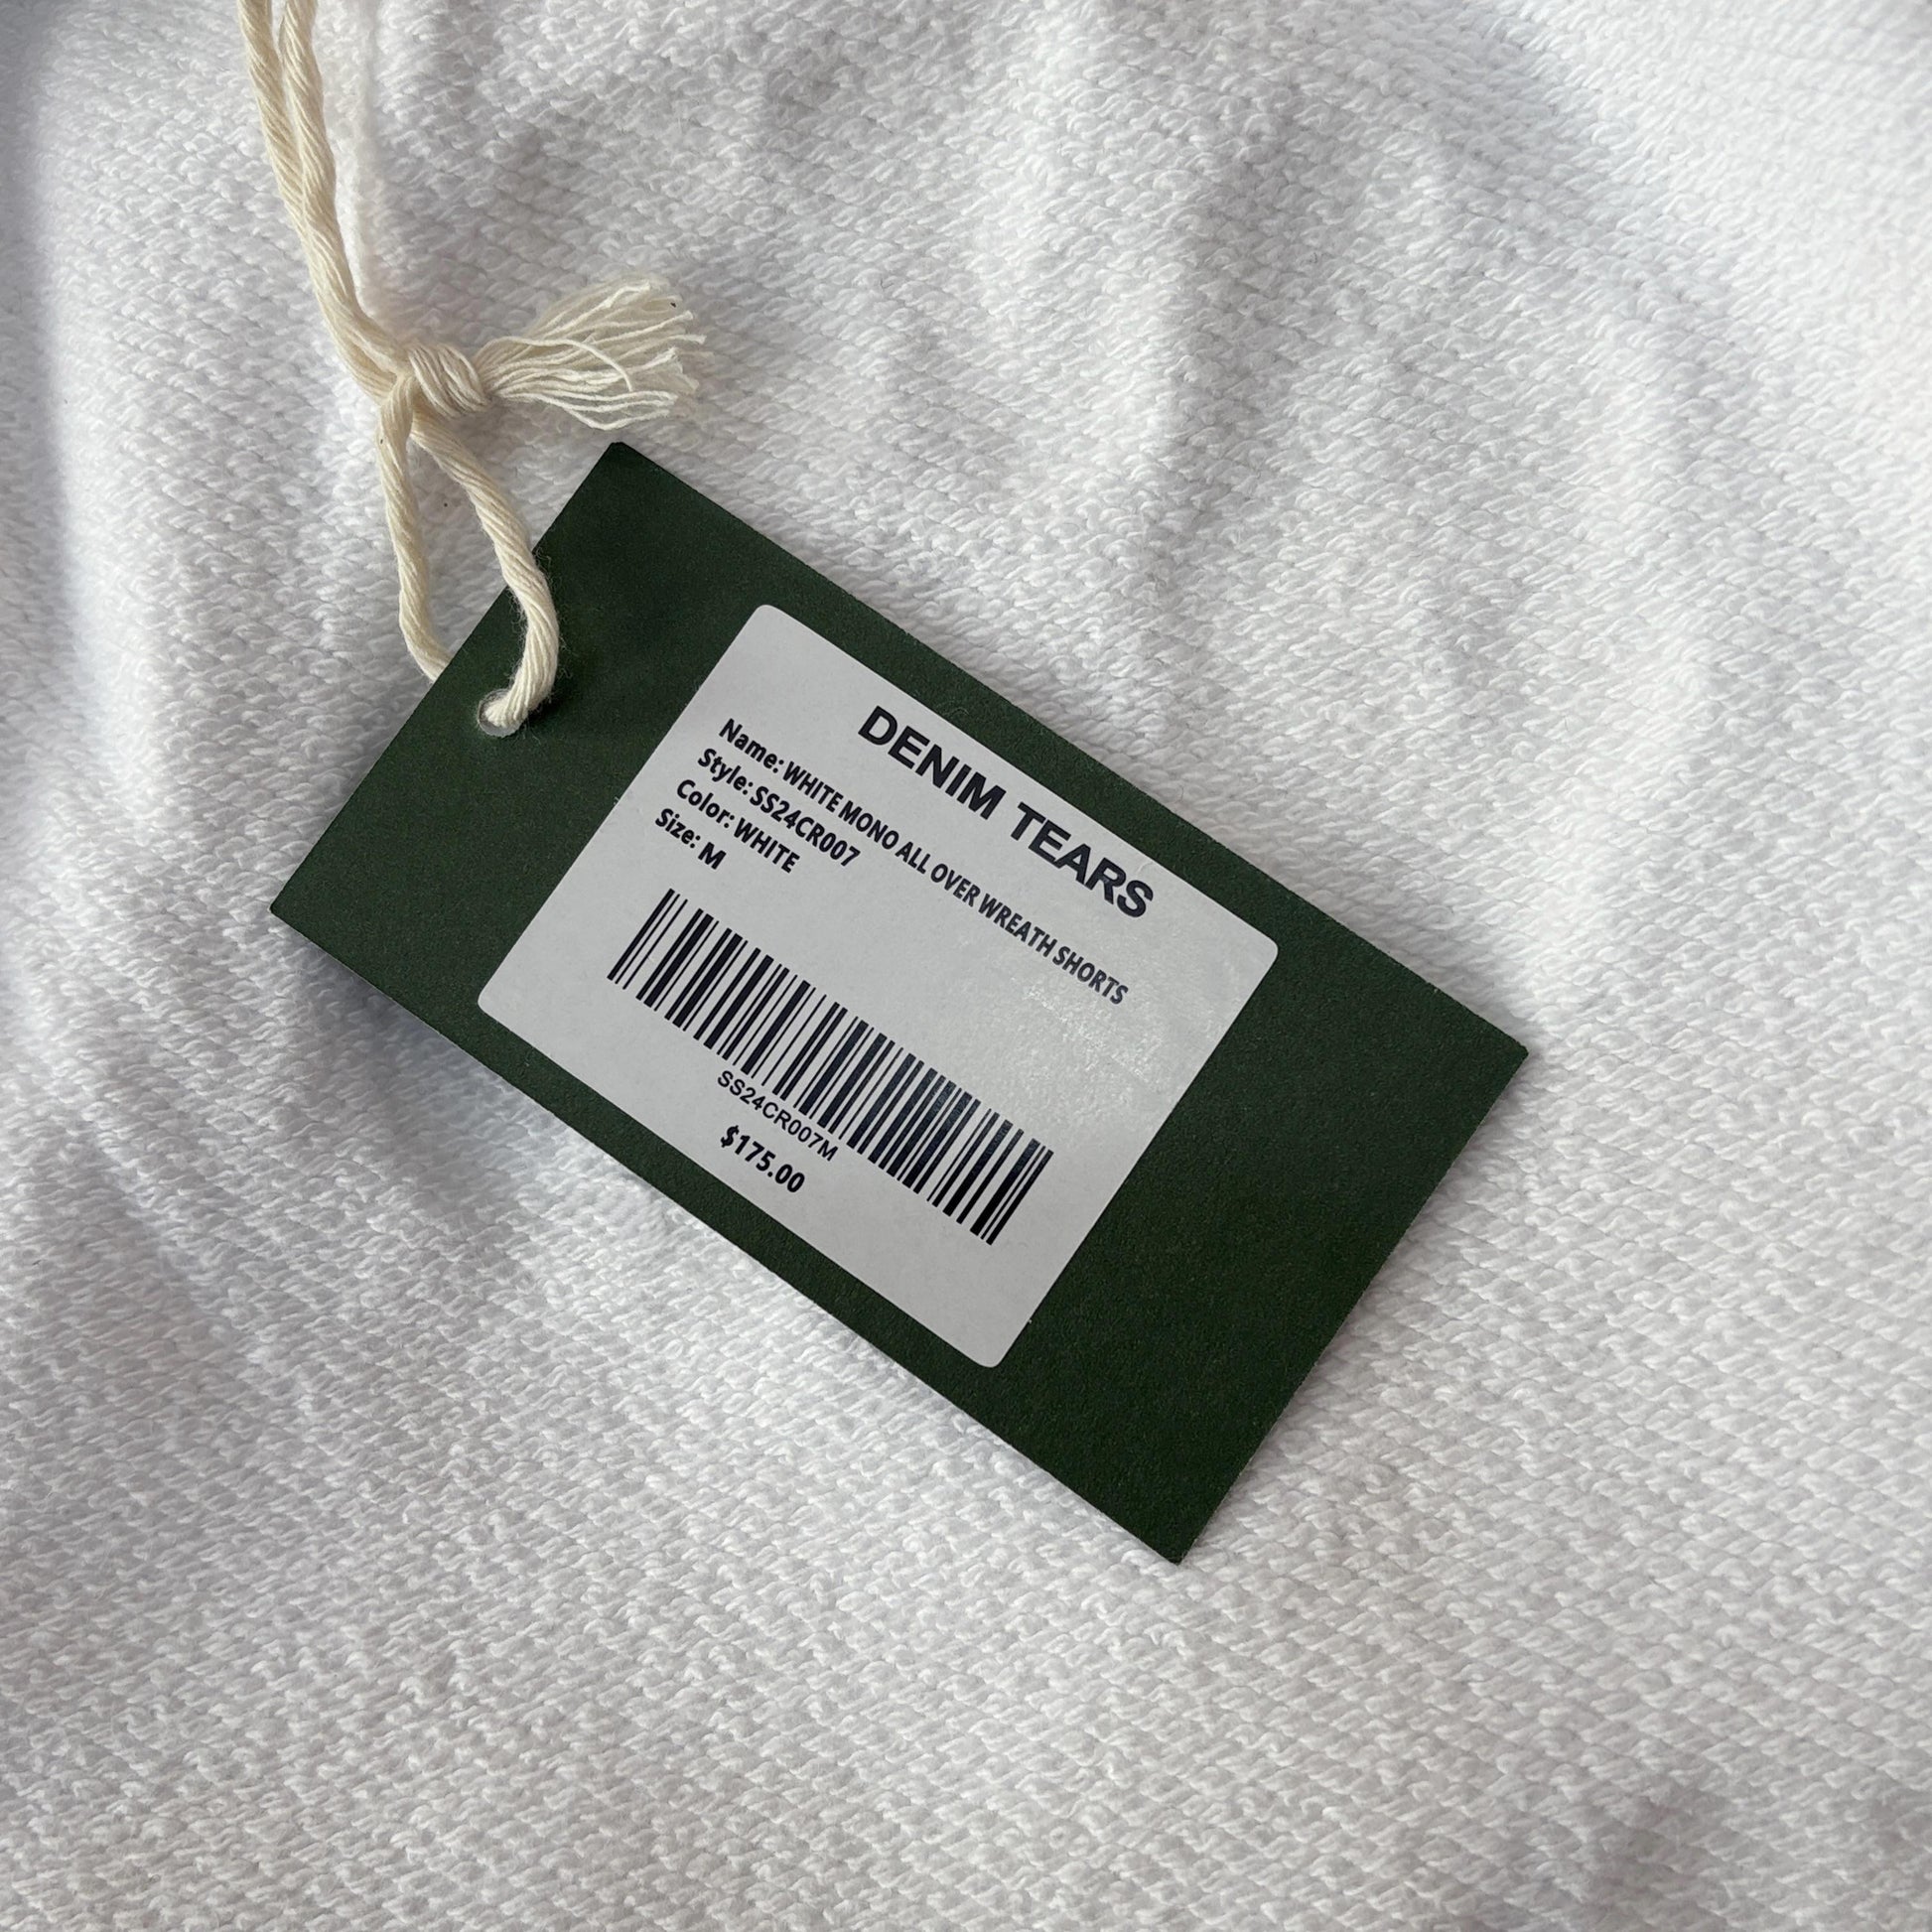 DENIM TEARS
Name: WHITE MONO ALL OVER WREATH SHORTS
Style: SS24CR007
Color: WHITE
Size: M
SS24CR007M
$175.00